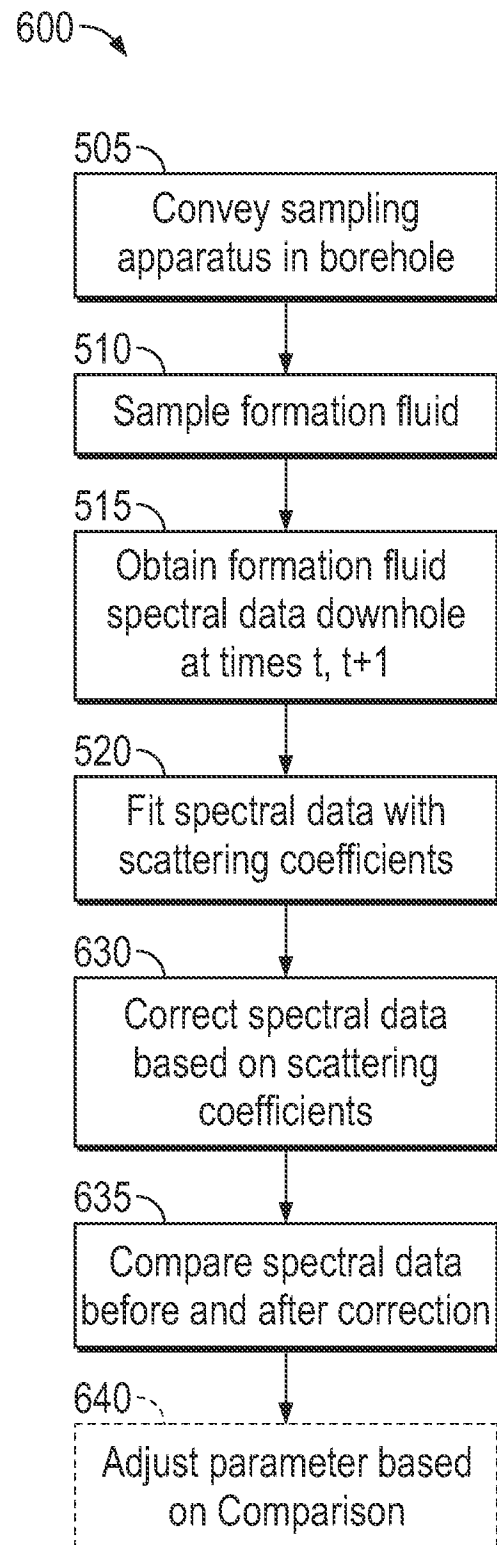 600
505
Convey sampling
apparatus in borehole
510
Sample formation fluid
515
Obtain formation fluid
spectral data downhole
at times t, t+1
520
Fit spectral data with
scattering coefficients
630
Correct spectral data
based on scattering
coefficients
635
Compare spectral data
before and after correction
640
Adjust parameter based
on Comparison